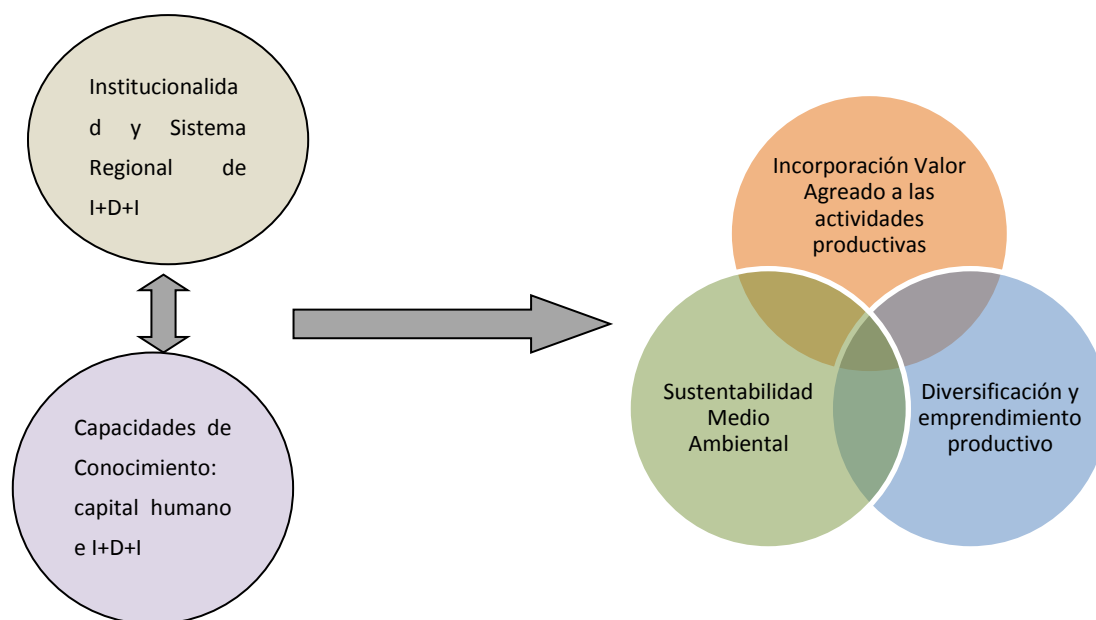 Institucionalida
d y Sistema
Regional de
I+D+I
Capacidades de
Conocimiento:
capital humano
e I+D+I
Incorporación Valor
Agreado a las
actividades
productivas
Sustentabilidad
Medio
Ambiental
Diversificación y
emprendimiento
productivo